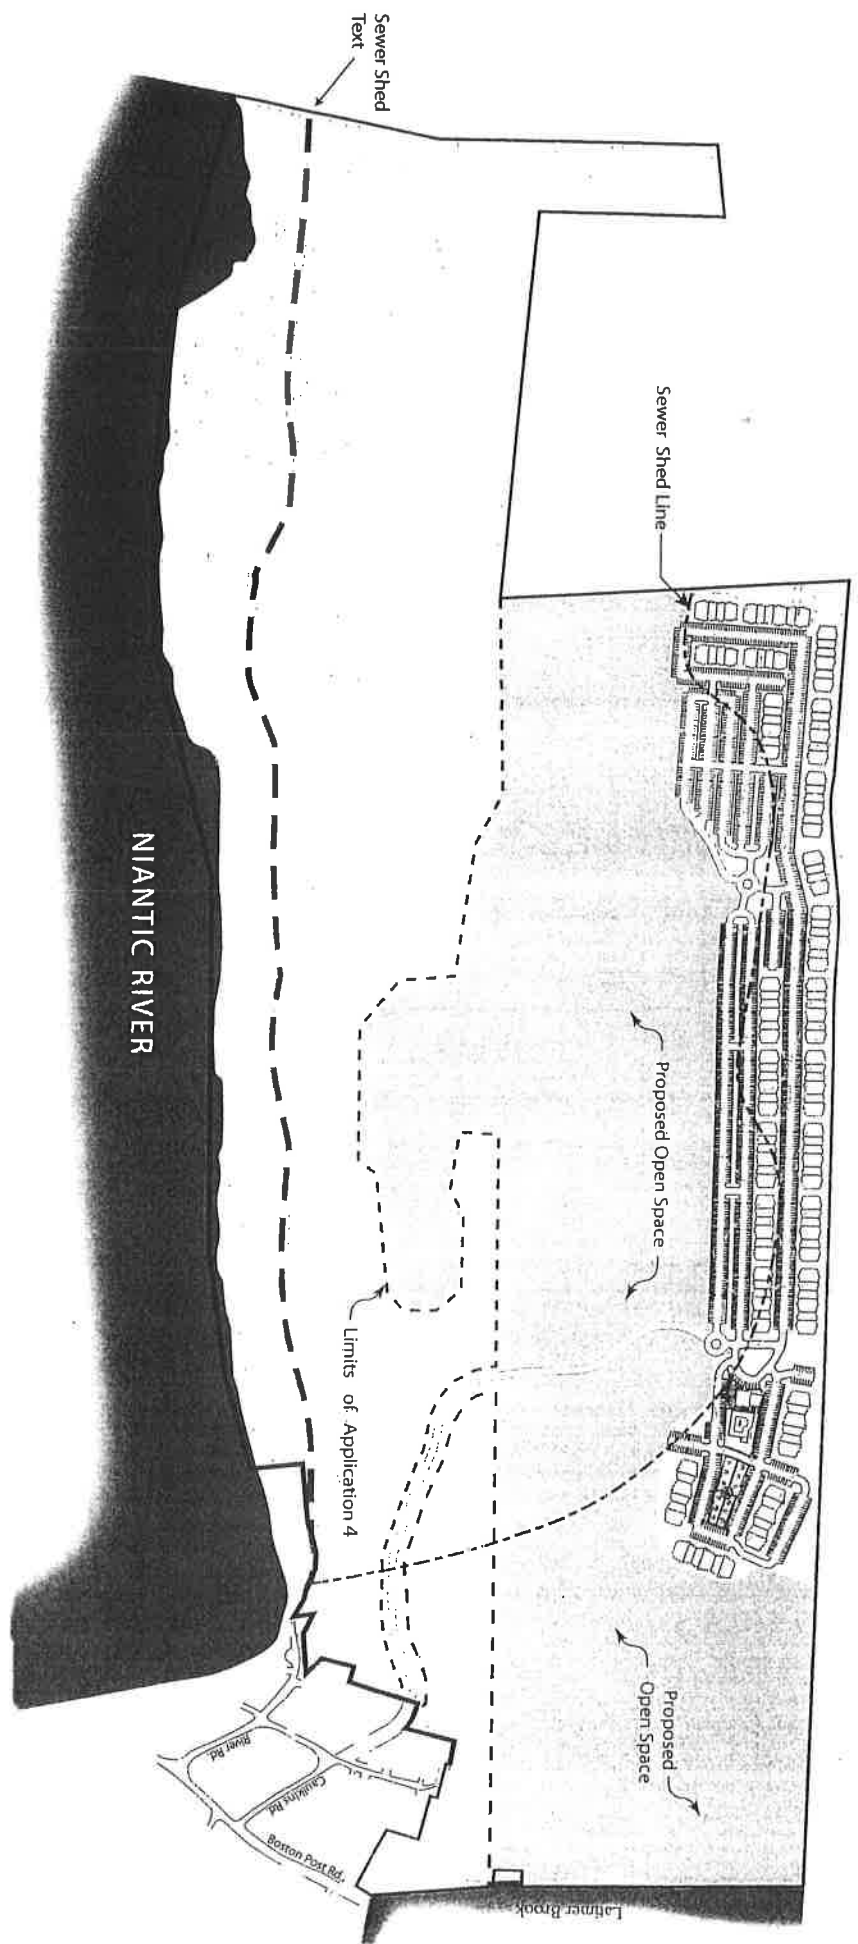 Sewer Shed
Text
Sewer Shed Line
NIANTIC RIVER
Proposed Open Space
Limits of Application 4
Proposed
Open Space
River Rd.
Caulkins Rd
Boston Post Rd.
Latimer Brook